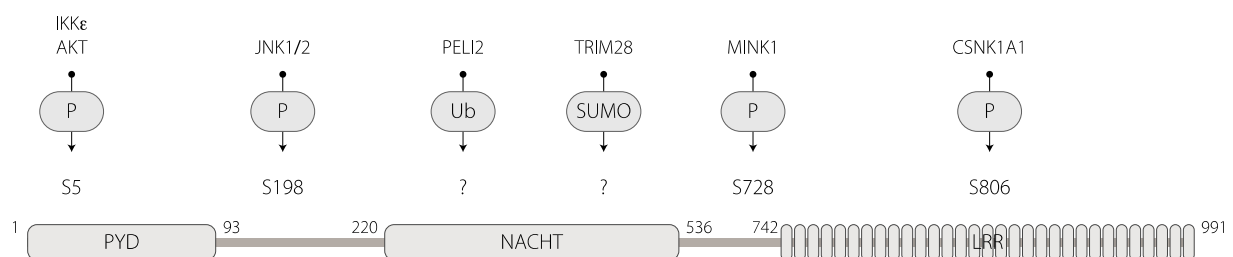 IKKε
AKT JNK1/2 PELI2 TRIM28 MINK1 CSNK1A1
P P Ub SUMO P P
S5 S198 ? ? S728 S806
1 93 220 536 742 991
PYD NACHT LRR